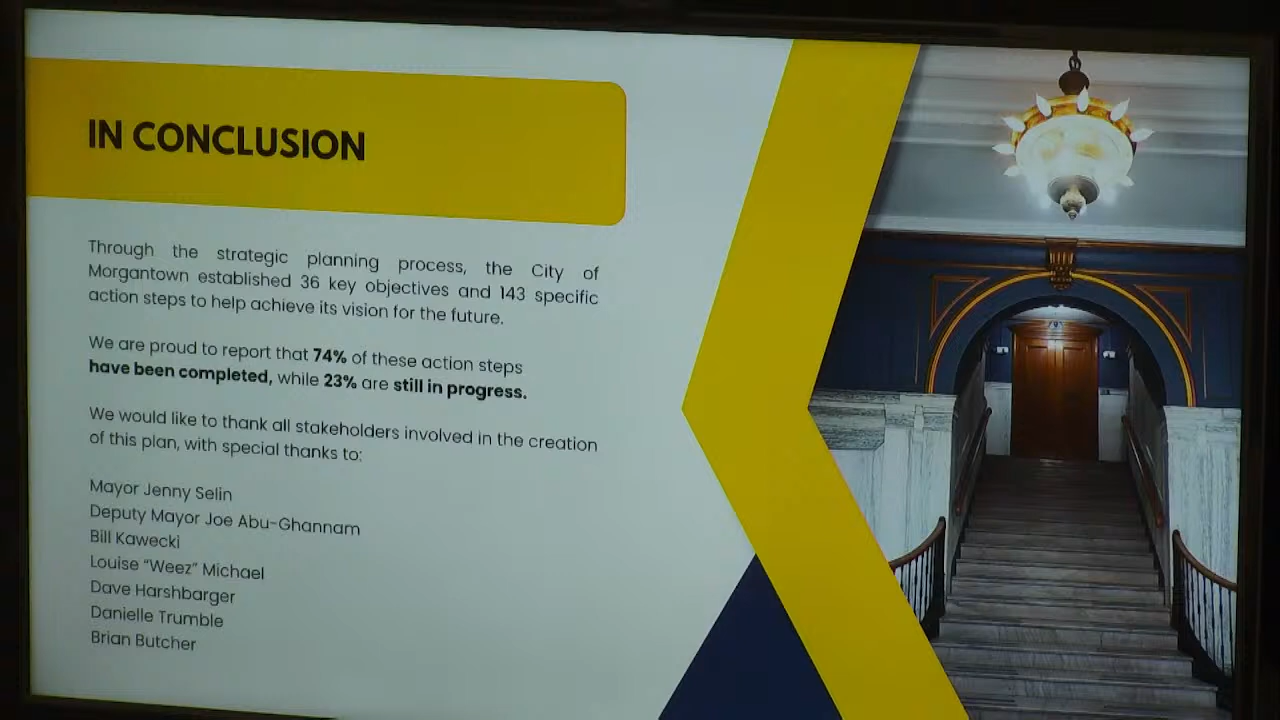 IN CONCLUSION
Through the strategic planning process, the City of
Morgantown established 36 key objectives and 143 specific
action steps to help achieve its vision for the future.
We are proud to report that 74% of these action steps
have been completed, while 23% are still in progress.
We would like to thank all stakeholders involved in the creation
of this plan, with special thanks to:
Mayor Jenny Selin
Deputy Mayor Joe Abu-Ghannam
Bill Kawecki
Louise “Weez” Michael
Dave Harshbarger
Danielle Trumble
Brian Butcher